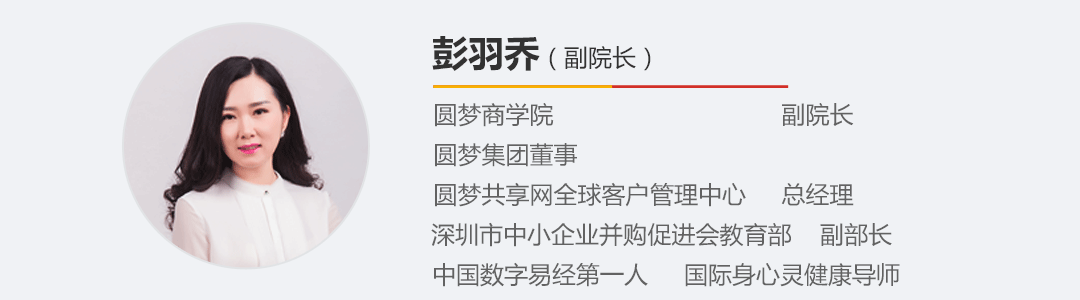 彭羽乔（副院长）
圆梦商学院 副院长
圆梦集团董事
圆梦共享网全球客户管理中心 总经理
深圳市中小企业并购促进会教育部 副部长
中国数字易经第一人 国际身心灵健康导师